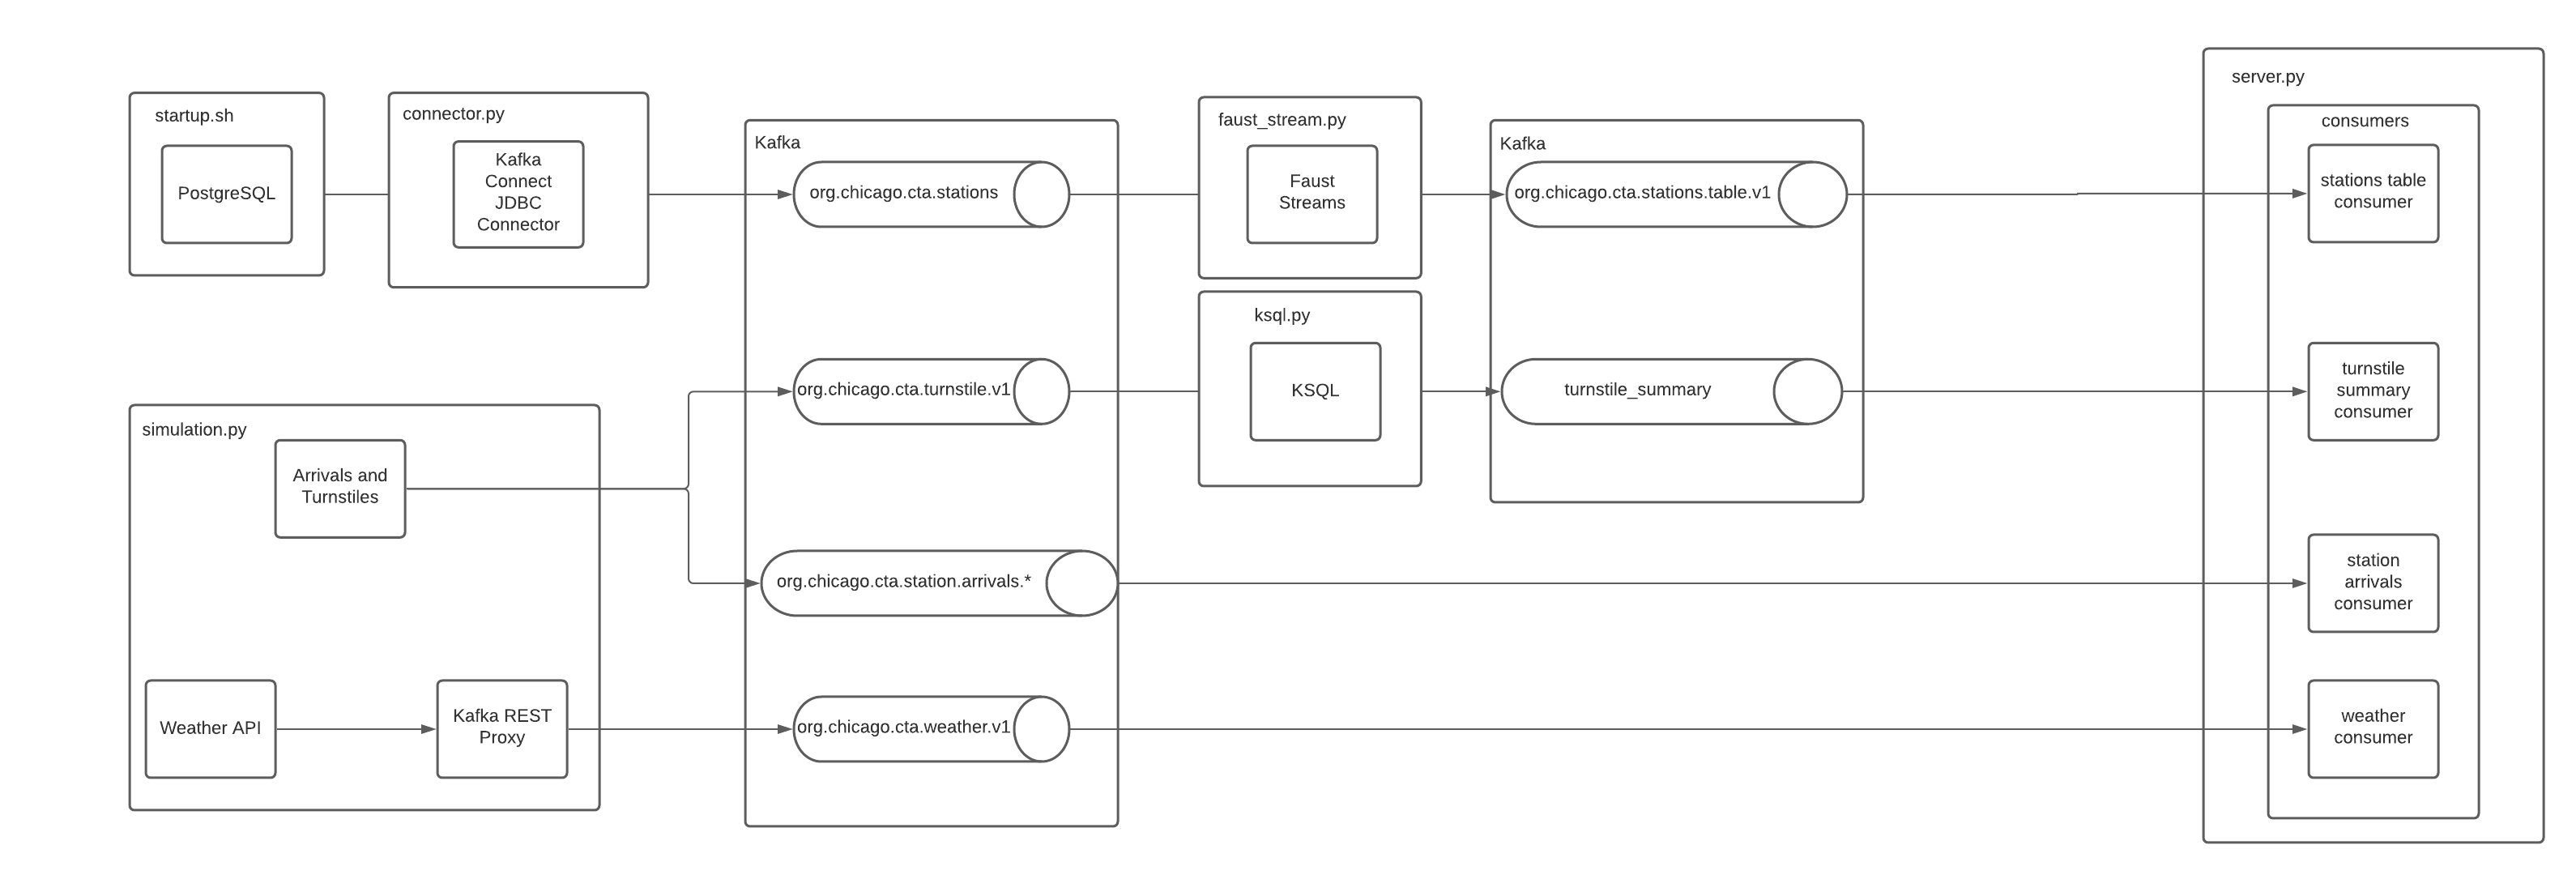 startup.sh
PostgreSQL
connector.py
Kafka
Connect
JDBC
Connector
simulation.py
Arrivals and
Turnstiles
Weather API
Kafka REST
Proxy
Kafka
org.chicago.cta.stations
org.chicago.cta.turnstile.v1
org.chicago.cta.station.arrivals.*
org.chicago.cta.weather.v1
faust_stream.py
Faust
Streams
ksql.py
KSQL
Kafka
org.chicago.cta.stations.table.v1
turnstile_summary
server.py
consumers
stations table
consumer
turnstile
summary
consumer
station
arrivals
consumer
weather
consumer